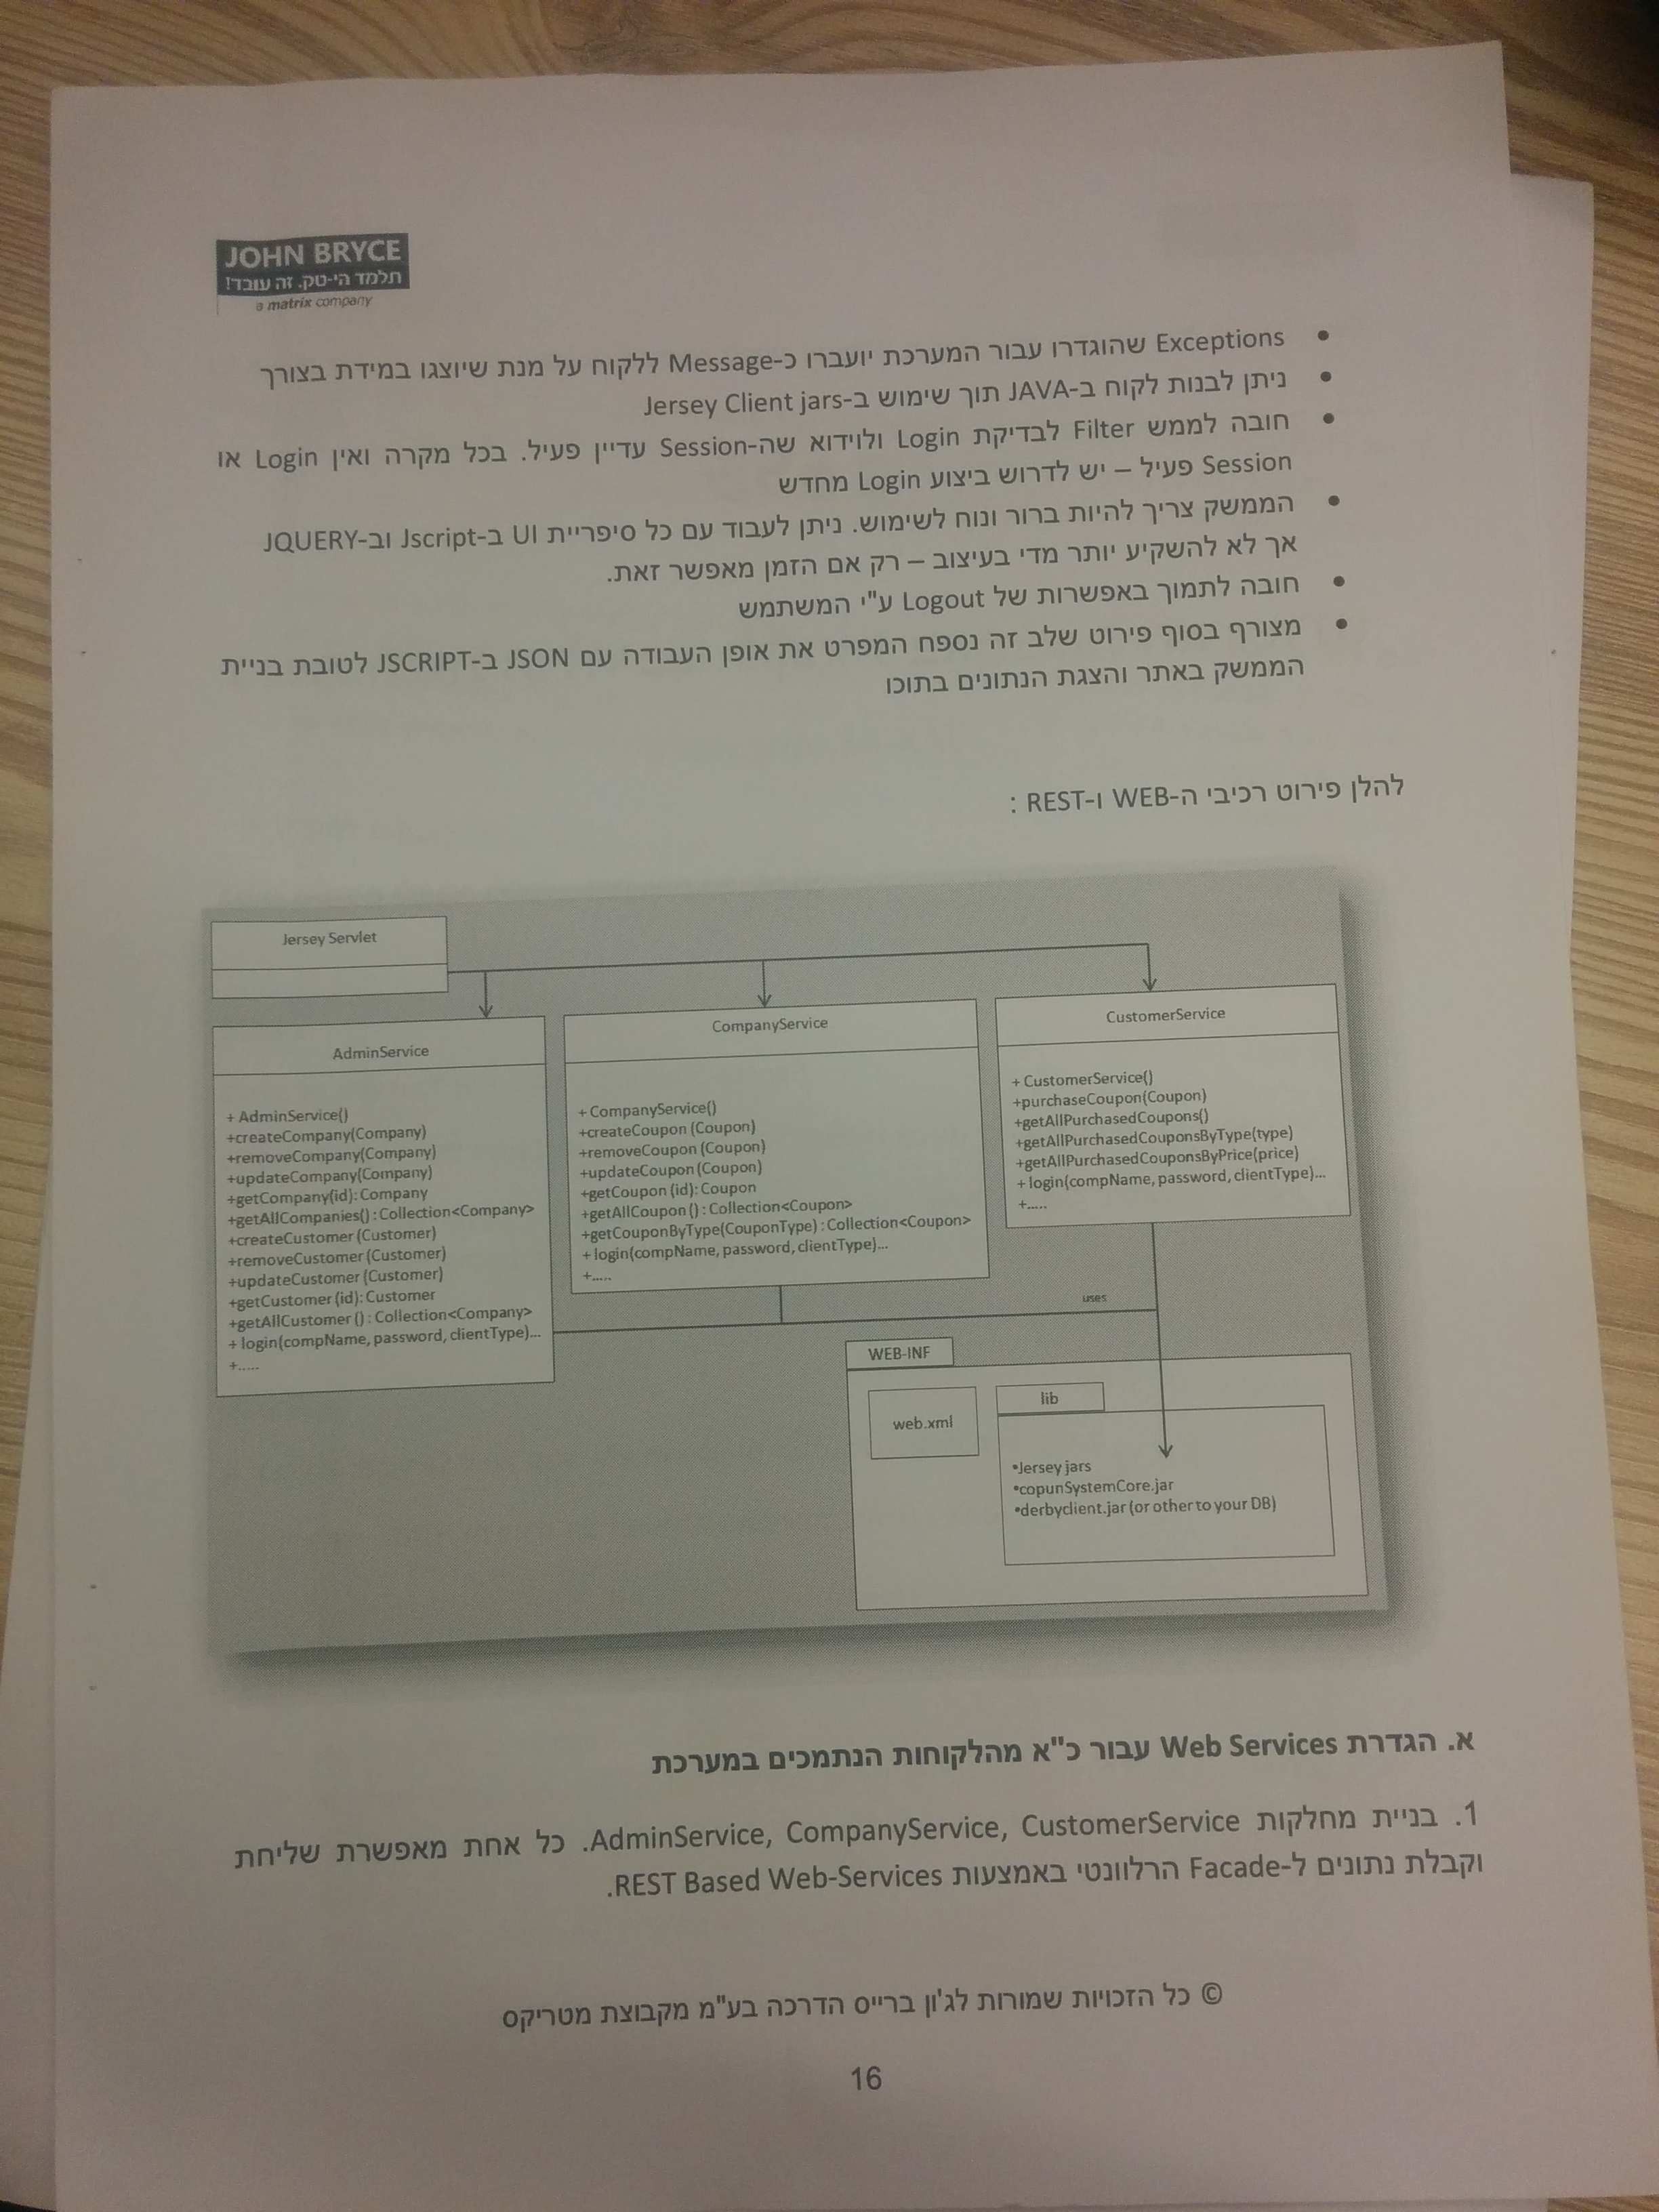 JOHN BRYCE
תלמד הי-טק. זה עובד!
a matrix company
• Exceptions שהוגדרו עבור המערכת יועברו כ-Message ללקוח על מנת שיוצגו במידת בצורך
• ניתן לבנות לקוח ב-JAVA תוך שימוש ב-Jersey Client jars
• חובה לממש Filter לבדיקת Login ולוידוא שה-Session עדיין פעיל. בכל מקרה ואין Login או
Session פעיל – יש לדרוש ביצוע Login מחדש
• הממשק צריך להיות ברור ונוח לשימוש. ניתן לעבוד עם כל סיפריית UI ב-Jscript וב-JQUERY
אך לא להשקיע יותר מדי בעיצוב – רק אם הזמן מאפשר זאת.
• חובה לתמוך באפשרות של Logout ע"י המשתמש
• מצורף בסוף פירוט שלב זה נספח המפרט את אופן העבודה עם JSON ב-JSCRIPT לטובת בניית
הממשק באתר והצגת הנתונים בתוכו
להלן פירוט רכיבי ה-WEB ו-REST :
Jersey Servlet
AdminService
+ AdminService()
+createCompany(Company)
+removeCompany(Company)
+updateCompany(Company)
+getCompany(id): Company
+getAllCompanies() : Collection<Company>
+createCustomer (Customer)
+removeCustomer (Customer)
+updateCustomer (Customer)
+getCustomer (id): Customer
+getAllCustomer () : Collection<Company>
+ login(compName, password, clientType)...
+.....
CompanyService
+ CompanyService()
+createCoupon (Coupon)
+removeCoupon (Coupon)
+updateCoupon (Coupon)
+getCoupon (id): Coupon
+getAllCoupon () : Collection<Coupon>
+getCouponByType(CouponType) : Collection<Coupon>
+ login(compName, password, clientType)...
+.....
CustomerService
+ CustomerService()
+purchaseCoupon(Coupon)
+getAllPurchasedCoupons()
+getAllPurchasedCouponsByType(type)
+getAllPurchasedCouponsByPrice(price)
+ login(compName, password, clientType)...
+.....
uses
WEB-INF
web.xml
lib
•Jersey jars
•copunSystemCore.jar
•derbyclient.jar (or other to your DB)
א. הגדרת Web Services עבור כ"א מהלקוחות הנתמכים במערכת
1. בניית מחלקות AdminService, CompanyService, CustomerService. כל אחת מאפשרת שליחת
וקבלת נתונים ל-Facade הרלוונטי באמצעות REST Based Web-Services.
© כל הזכויות שמורות לג'ון ברייס הדרכה בע"מ מקבוצת מטריקס
16